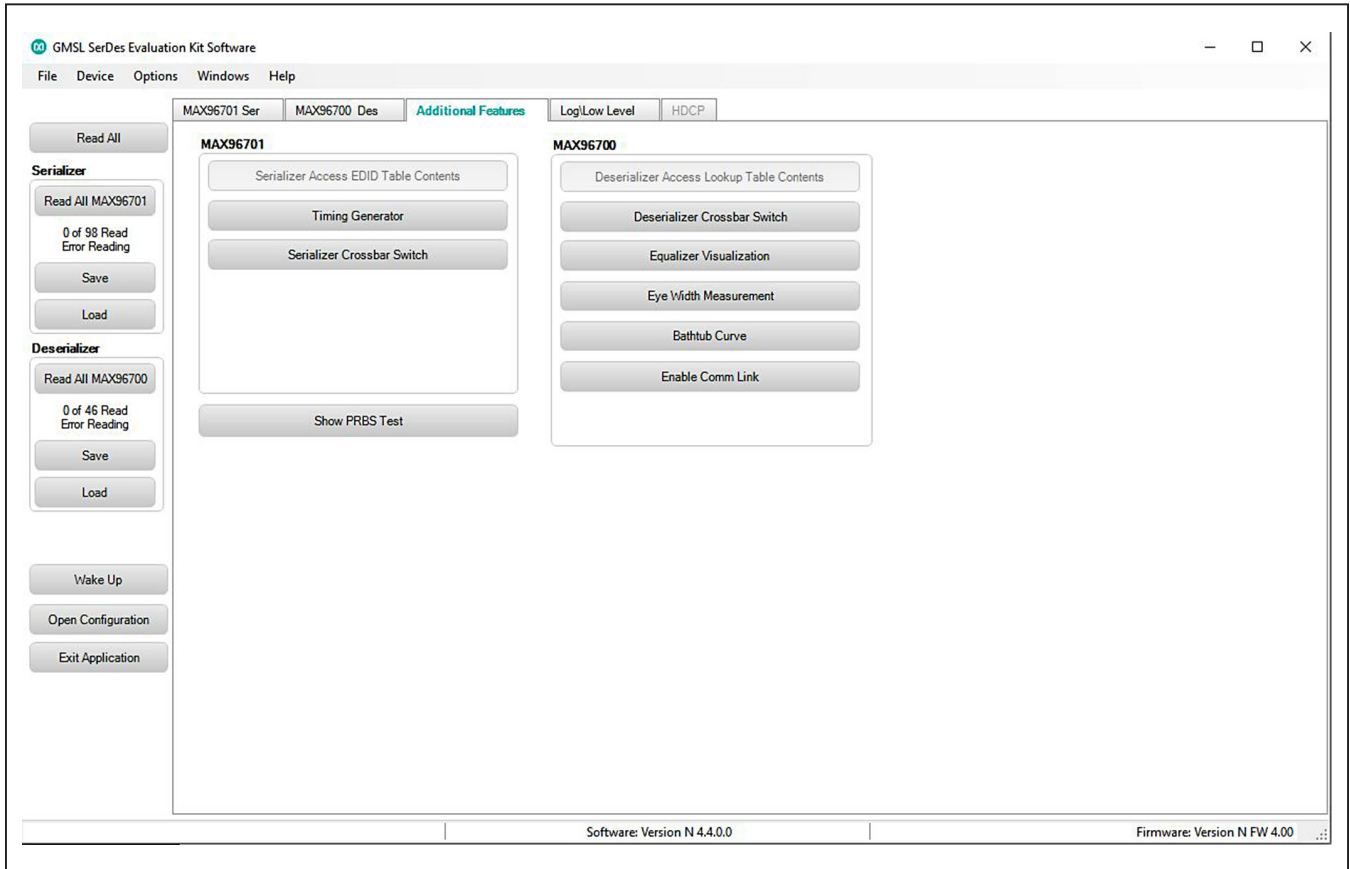 GMSL SerDes Evaluation Kit Software
File Device Options Windows Help
MAX96701 Ser MAX96700 Des Additional Features Log\Low Level HDCP
Read All
Serializer
Read All MAX96701
0 of 98 Read
Error Reading
Save
Load
Deserializer
Read All MAX96700
0 of 46 Read
Error Reading
Save
Load
Wake Up
Open Configuration
Exit Application
MAX96701
Serializer Access EDID Table Contents
Timing Generator
Serializer Crossbar Switch
Show PRBS Test
MAX96700
Deserializer Access Lookup Table Contents
Deserializer Crossbar Switch
Equalizer Visualization
Eye Width Measurement
Bathtub Curve
Enable Comm Link
Software: Version N 4.4.0.0
Firmware: Version N FW 4.00